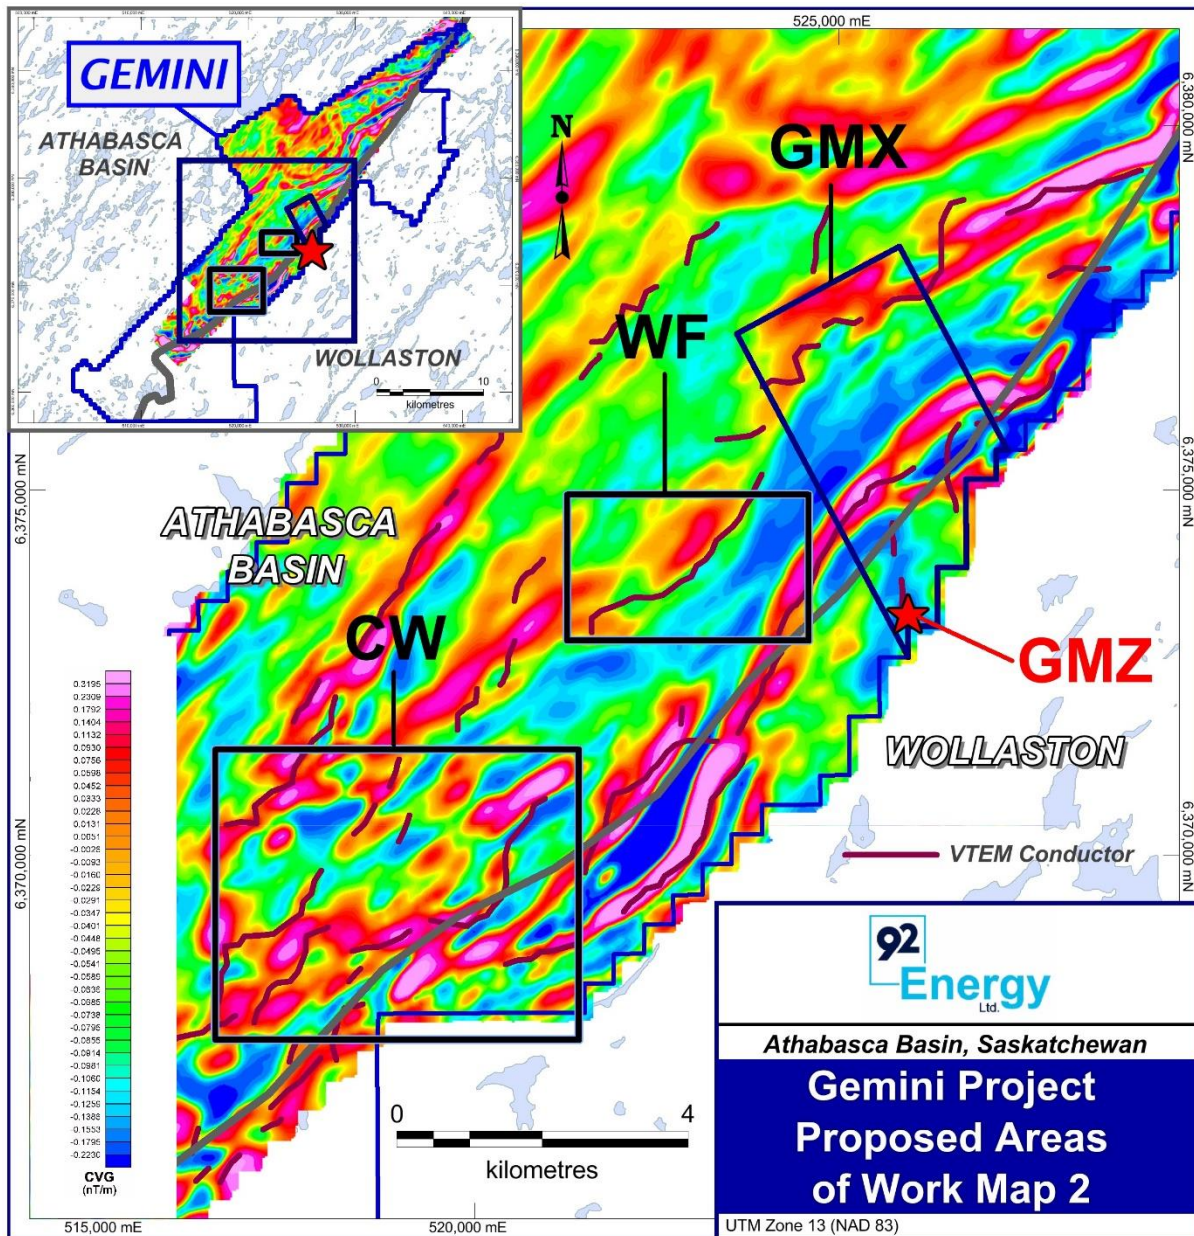 525,000 mE
GEMINI
ATHABASCA
BASIN
WOLLASTON
0
10
kilometres
N
GMX
6,380,000 mN
WF
6,375,000 mN
6,375,000 mN
ATHABASCA
BASIN
CW
GMZ
WOLLASTON
VTEM Conductor
6,370,000 mN
6,370,000 mN
0.3195
0.2309
0.1792
0.1404
0.1132
0.0930
0.0756
0.0598
0.0452
0.0333
0.0228
0.0131
0.0051
-0.0028
-0.0093
-0.0160
-0.0229
-0.0291
-0.0347
-0.0401
-0.0448
-0.0495
-0.0541
-0.0585
-0.0636
-0.0685
-0.0738
-0.0796
-0.0855
-0.0914
-0.0981
-0.1060
-0.1154
-0.1256
-0.1388
-0.1553
-0.1795
-0.2230
CVG
(nT/m)
0
4
kilometres
515,000 mE
520,000 mE
92
Energy
Ltd.
Athabasca Basin, Saskatchewan
Gemini Project
Proposed Areas
of Work Map 2
UTM Zone 13 (NAD 83)